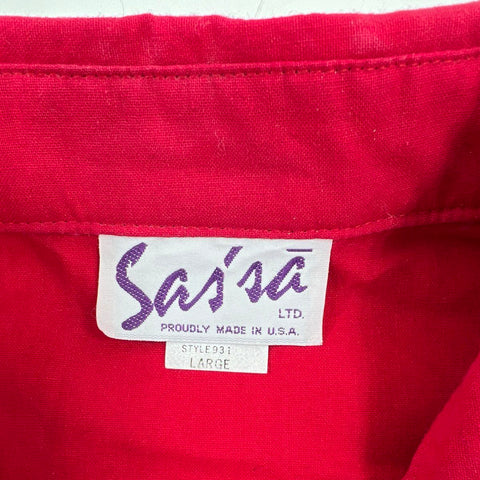 Sas'sā
LTD.
PROUDLY MADE IN U.S.A.
STYLE931
LARGE